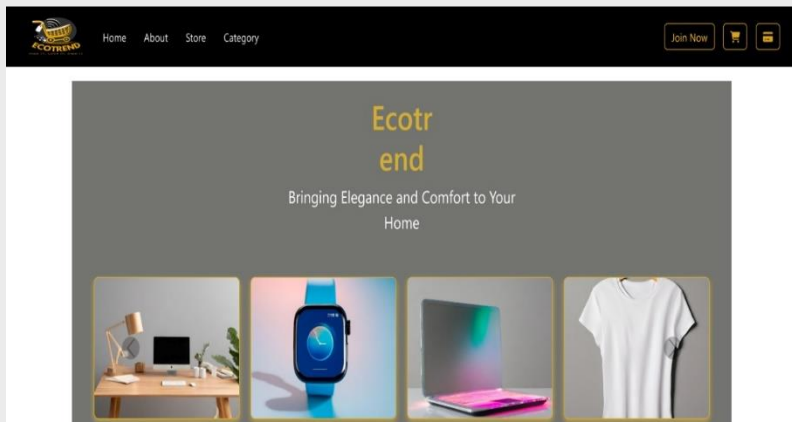 ECOTREND
Home About Store Category
Join Now
Ecotr
end
Bringing Elegance and Comfort to Your
Home